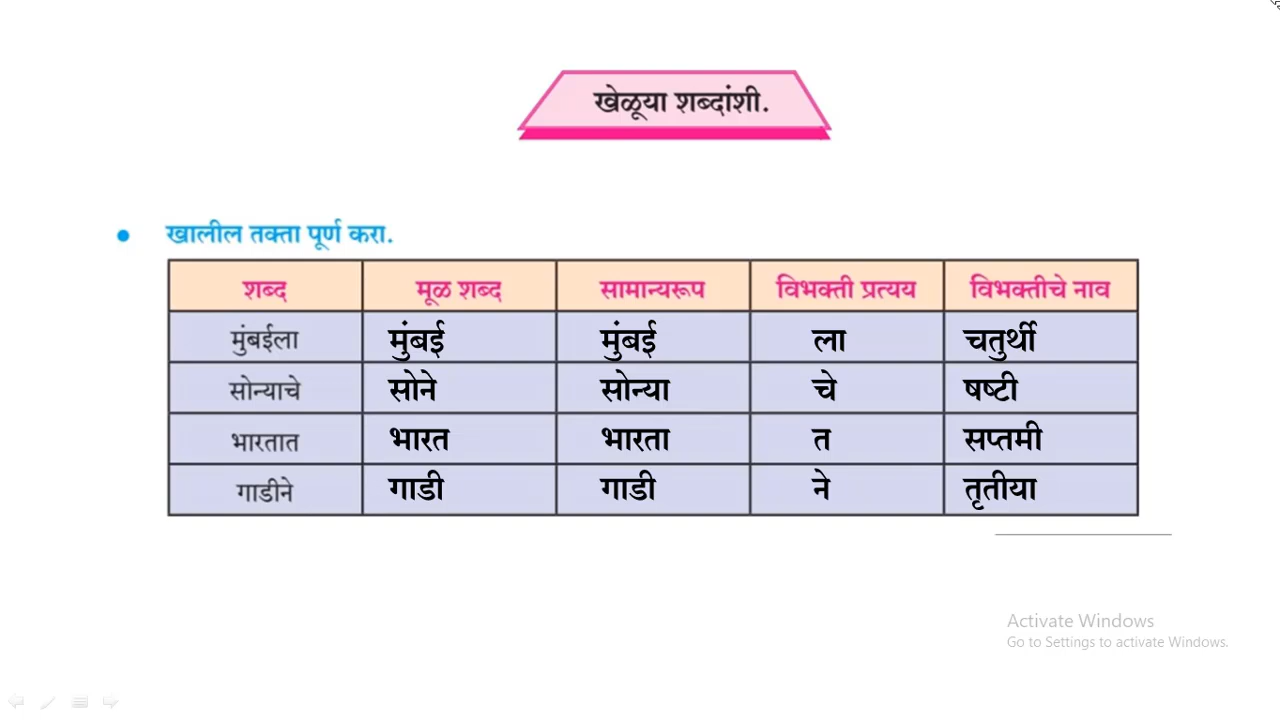 खेळूया शब्दांशी.
• खालील तक्ता पूर्ण करा.
शब्द मूळ शब्द सामान्यरूप विभक्ती प्रत्यय विभक्तीचे नाव
मुंबईला मुंबई मुंबई ला चतुर्थी
सोन्याचे सोने सोन्या चे षष्टी
भारतात भारत भारता त सप्तमी
गाडीने गाडी गाडी ने तृतीया
Activate Windows
Go to Settings to activate Windows.